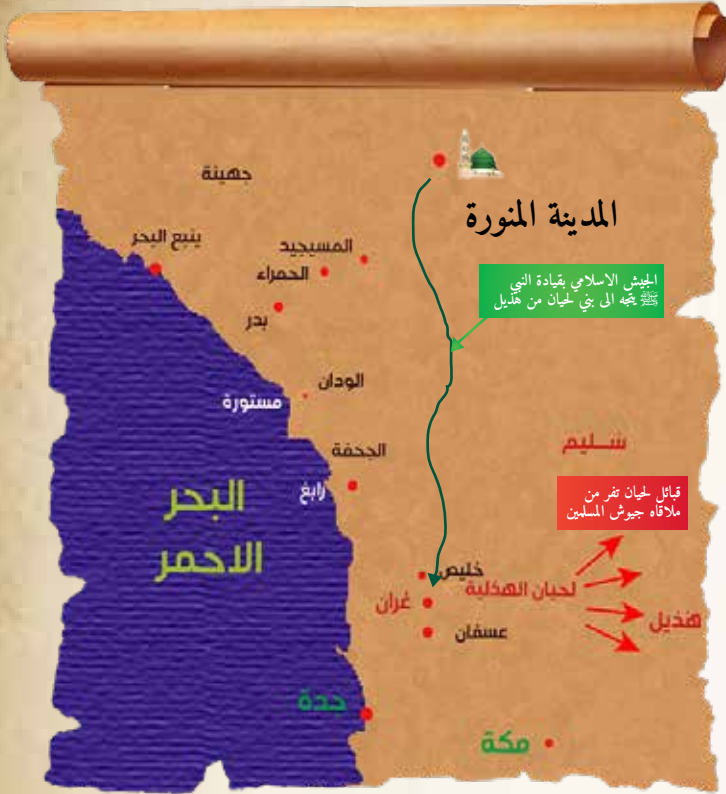 جهينة
المدينة المنورة
ينبع البحر
المسيجيد
الحمراء
الجيش الاسلامي بقيادة النبي
ﷺ يتجه الى بني لحيان من هذيل
بدر
الودان
مستورة
شليم
الجحفة
رابغ
قبائل لحيان تفر من
ملاقاه جيوش المسلمين
البحر
الاحمر
خليص
لحيان الهذلية
غران
هذيل
عسفان
جدة
مكة